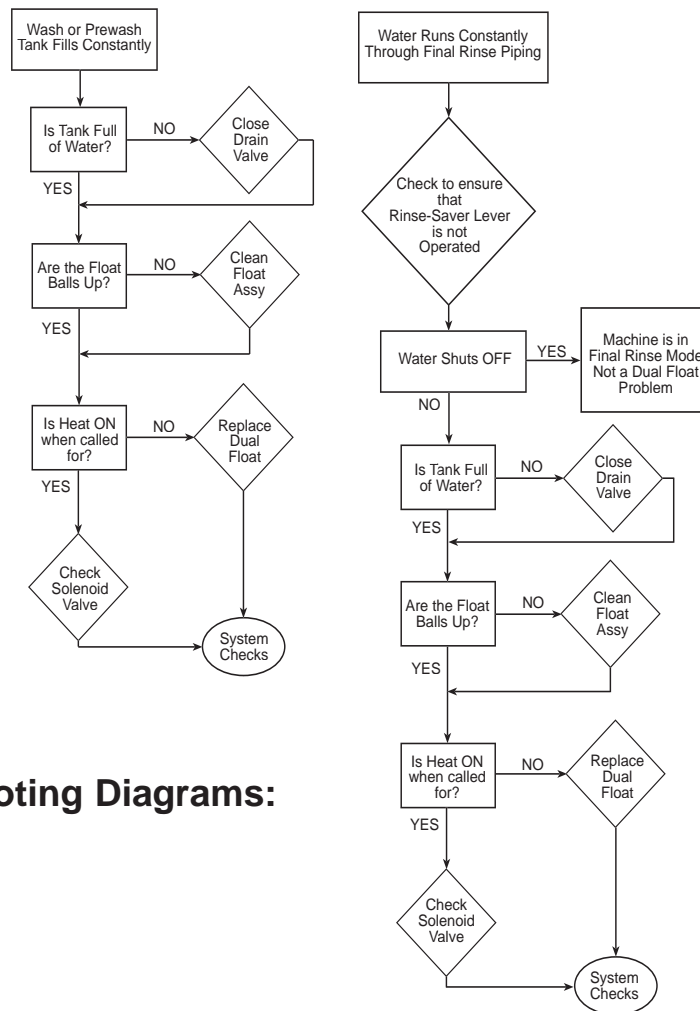 Wash or Prewash
Tank Fills Constantly
Is Tank Full
of Water?
NO
Close
Drain
Valve
YES
Are the Float
Balls Up?
NO
Clean
Float
Assy
YES
Is Heat ON
when called
for?
NO
Replace
Dual
Float
YES
Check
Solenoid
Valve
System
Checks
Water Runs Constantly
Through Final Rinse Piping
Check to ensure
that
Rinse-Saver Lever
is not
Operated
Water Shuts OFF
YES
Machine is in
Final Rinse Mode
Not a Dual Float
Problem
NO
Is Tank Full
of Water?
NO
Close
Drain
Valve
YES
Are the Float
Balls Up?
NO
Clean
Float
Assy
YES
Is Heat ON
when called
for?
NO
Replace
Dual
Float
YES
Check
Solenoid
Valve
System
Checks
oting Diagrams: